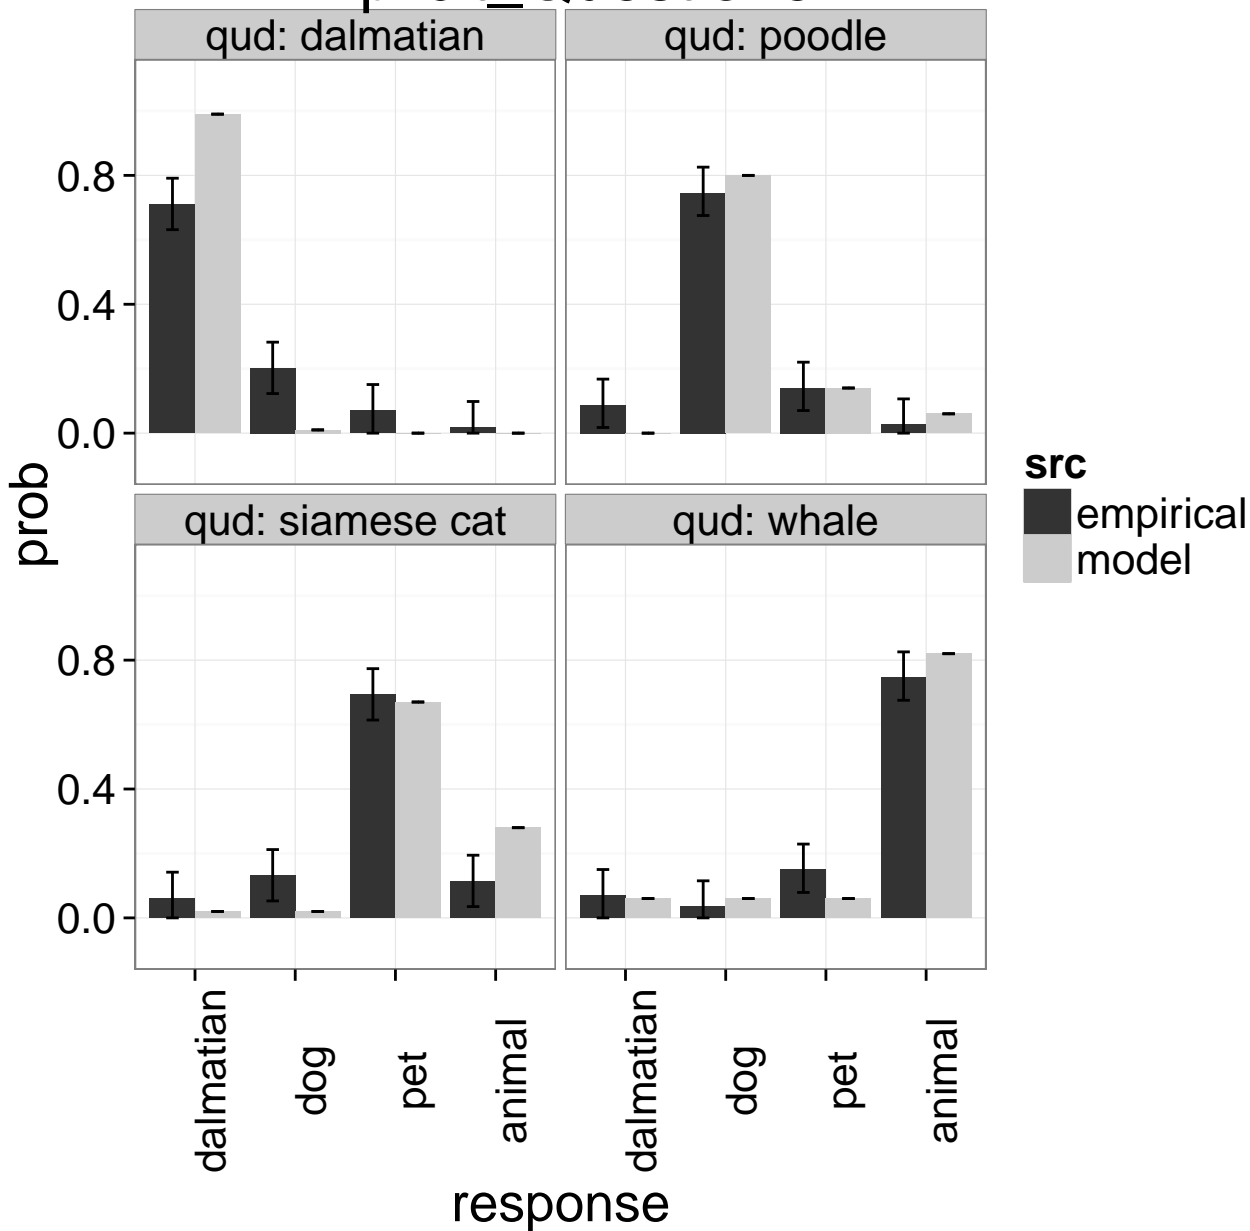 qud: dalmatian
qud: poodle
0.8
0.4
0.0
qud: siamese cat
qud: whale
0.8
0.4
0.0
prob
src
empirical
model
dalmatian
dog
pet
animal
dalmatian
dog
pet
animal
response